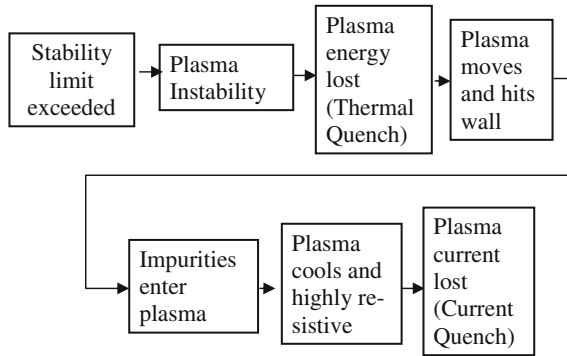 Stability
limit
exceeded
Plasma
Instability
Plasma
energy
lost
(Thermal
Quench)
Plasma
moves
and hits
wall
Impurities
enter
plasma
Plasma
cools and
highly re-
sistive
Plasma
current
lost
(Current
Quench)